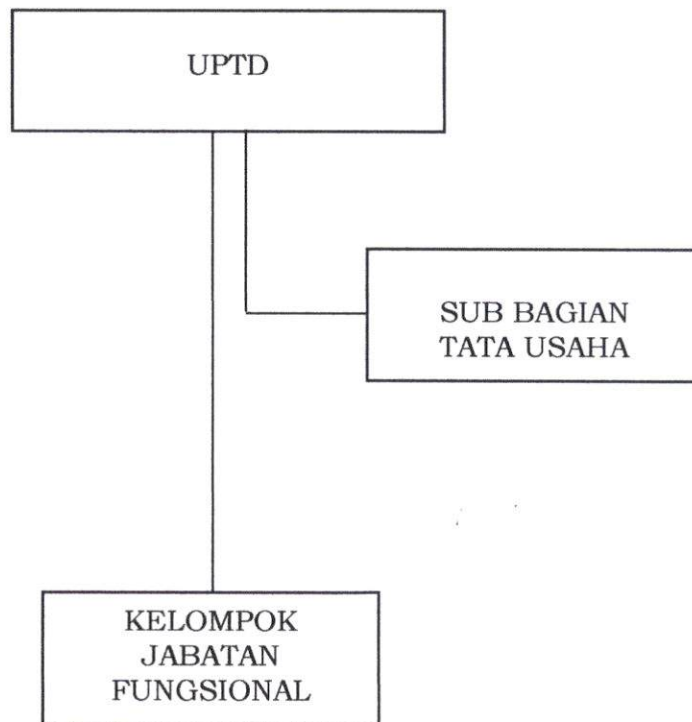 UPTD
SUB BAGIAN
TATA USAHA
KELOMPOK
JABATAN
FUNGSIONAL